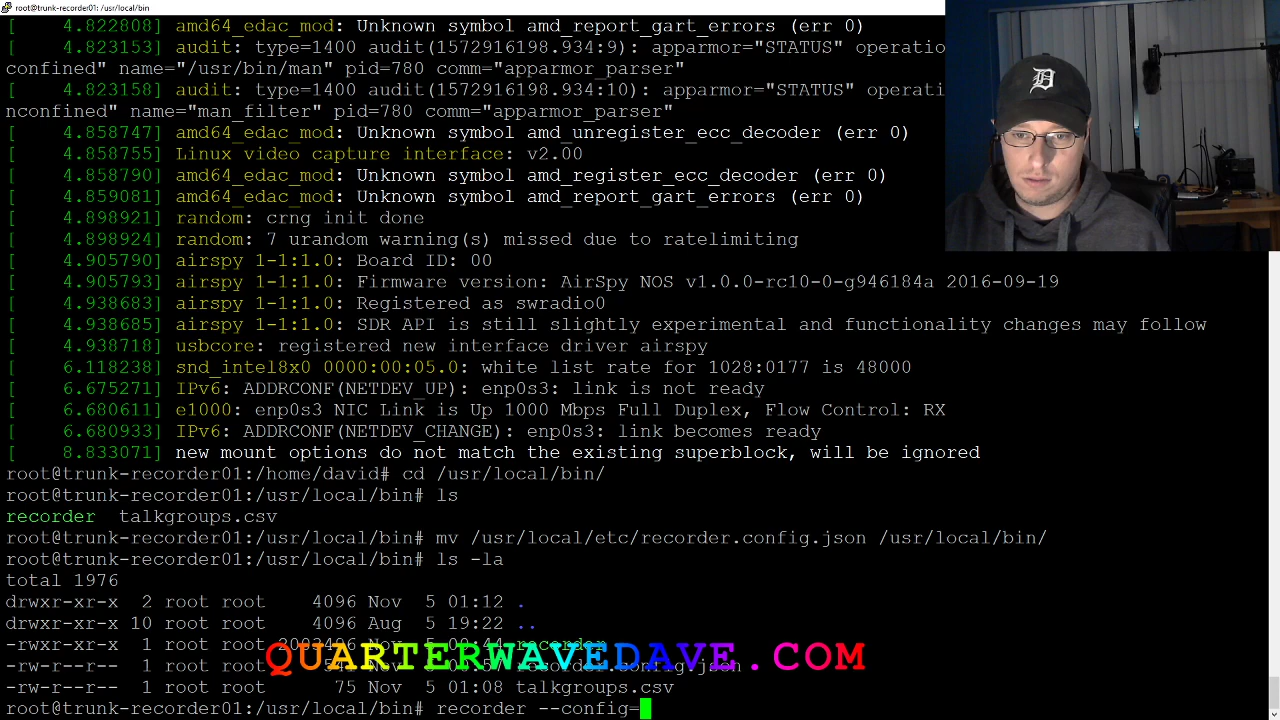 root@trunk-recorder01: /usr/local/bin
[    4.822808] amd64_edac_mod: Unknown symbol amd_report_gart_errors (err 0)
[    4.823153] audit: type=1400 audit(1572916198.934:9): apparmor="STATUS" operatio
confined" name="/usr/bin/man" pid=780 comm="apparmor_parser"
[    4.823158] audit: type=1400 audit(1572916198.934:10): apparmor="STATUS" operati
nconfined" name="man_filter" pid=780 comm="apparmor_parser"
[    4.858747] amd64_edac_mod: Unknown symbol amd_unregister_ecc_decoder (err 0)
[    4.858755] Linux video capture interface: v2.00
[    4.858790] amd64_edac_mod: Unknown symbol amd_register_ecc_decoder (err 0)
[    4.859081] amd64_edac_mod: Unknown symbol amd_report_gart_errors (err 0)
[    4.898921] random: crng init done
[    4.898924] random: 7 urandom warning(s) missed due to ratelimiting
[    4.905790] airspy 1-1:1.0: Board ID: 00
[    4.905793] airspy 1-1:1.0: Firmware version: AirSpy NOS v1.0.0-rc10-0-g946184a 2016-09-19
[    4.938683] airspy 1-1:1.0: Registered as swradio0
[    4.938685] airspy 1-1:1.0: SDR API is still slightly experimental and functionality changes may follow
[    4.938718] usbcore: registered new interface driver airspy
[    6.118238] snd_intel8x0 0000:00:05.0: white list rate for 1028:0177 is 48000
[    6.675271] IPv6: ADDRCONF(NETDEV_UP): enp0s3: link is not ready
[    6.680611] e1000: enp0s3 NIC Link is Up 1000 Mbps Full Duplex, Flow Control: RX
[    6.680933] IPv6: ADDRCONF(NETDEV_CHANGE): enp0s3: link becomes ready
[    8.833071] new mount options do not match the existing superblock, will be ignored
root@trunk-recorder01:/home/david# cd /usr/local/bin/
root@trunk-recorder01:/usr/local/bin# ls
recorder  talkgroups.csv
root@trunk-recorder01:/usr/local/bin# mv /usr/local/etc/recorder.config.json /usr/local/bin/
root@trunk-recorder01:/usr/local/bin# ls -la
total 1976
drwxr-xr-x  2 root root    4096 Nov  5 01:12 .
drwxr-xr-x 10 root root    4096 Aug  5 19:22 ..
-rwxr-xr-x  1 root root
-rw-r--r--  1 root
QUARTERWAVEDAVE.COM
-rw-r--r--  1 root root      75 Nov  5 01:08 talkgroups.csv
root@trunk-recorder01:/usr/local/bin# recorder --config=